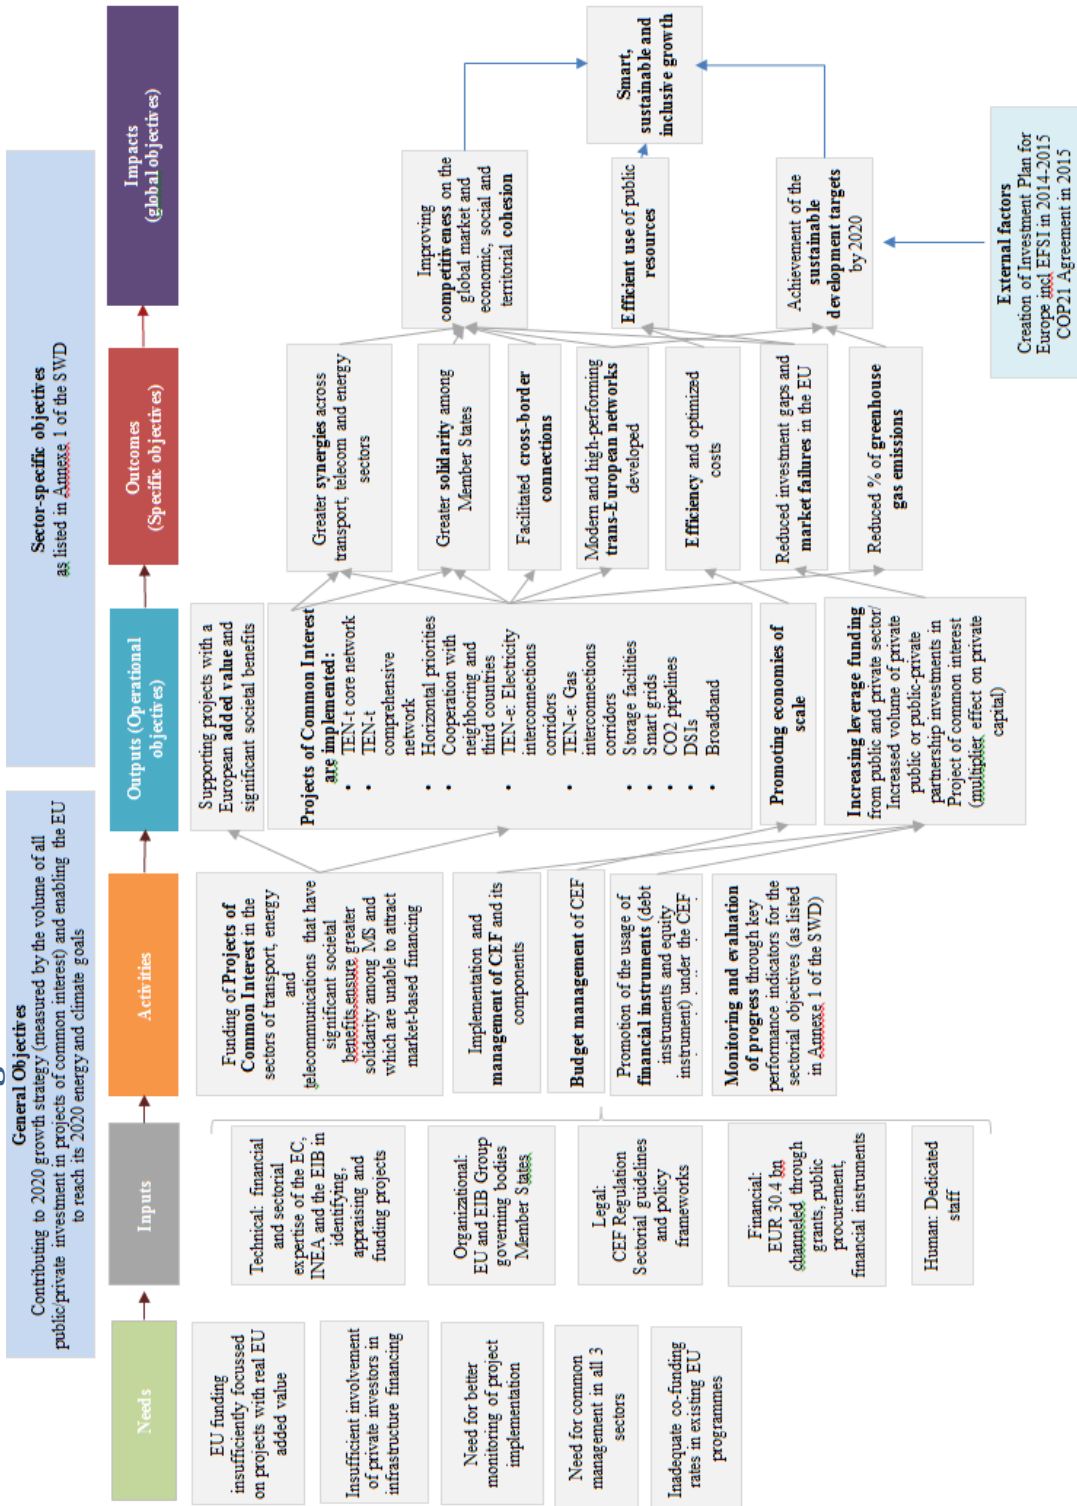 General Objectives
Contributing to 2020 growth strategy (measured by the volume of all
public/private investment in projects of common interest) and enabling the EU
to reach its 2020 energy and climate goals
Sector-specific objectives
as listed in Annexe 1 of the SWD
Needs
Inputs
Activities
Outputs (Operational
objectives)
Outcomes
(Specific objectives)
Impacts
(global objectives)
EU funding
insufficiently focussed
on projects with real EU
added value
Insufficient involvement
of private investors in
infrastructure financing
Need for better
monitoring of project
implementation
Need for common
management in all 3
sectors
Inadequate co-funding
rates in existing EU
programmes
Technical: financial
and sectorial
expertise of the EC,
INEA and the EIB in
identifying,
appraising and
funding projects
Organizational:
EU and EIB Group
governing bodies
Member States
Legal:
CEF Regulation
Sectorial guidelines
and policy
frameworks
Financial:
EUR 30.4 bn
channeled through
grants, public
procurement,
financial instruments
Human: Dedicated
staff
Funding of Projects of
Common Interest in the
sectors of transport, energy
and
telecommunications that have
significant societal
benefits,ensure greater
solidarity among MS and
which are unable to attract
market-based financing
Implementation and
management of CEF and its
components
Budget management of CEF
Promotion of the usage of
financial instruments (debt
instruments and equity
instrument) under the CEF
Monitoring and evaluation
of progress through key
performance indicators for the
sectorial objectives (as listed
in Annexe 1 of the SWD)
Supporting projects with a
European added value and
significant societal benefits
Projects of Common Interest
are implemented:
• TEN-t core network
• TEN-t
comprehensive
network
• Horizontal priorities
• Cooperation with
neighboring and
third countries
• TEN-e: Electricity
interconnections
corridors
• TEN-e: Gas
interconnections
corridors
• Storage facilities
• Smart grids
• CO2 pipelines
• DSIs
• Broadband
Promoting economies of
scale
Increasing leverage funding
from public and private sector/
Increased volume of private
public or public-private
partnership investments in
Project of common interest
(multiplier effect on private
capital)
Greater synergies across
transport, telecom and energy
sectors
Greater solidarity among
Member States
Facilitated cross-border
connections
Modern and high-performing
trans-European networks
developed
Efficiency and optimized
costs
Reduced investment gaps and
market failures in the EU
Reduced % of greenhouse
gas emissions
Improving
competitiveness on the
global market and
economic, social and
territorial cohesion
Efficient use of public
resources
Achievement of the
sustainable
development targets
by 2020
Smart,
sustainable and
inclusive growth
External factors
Creation of Investment Plan for
Europe incl EFSI in 2014-2015
COP21 Agreement in 2015